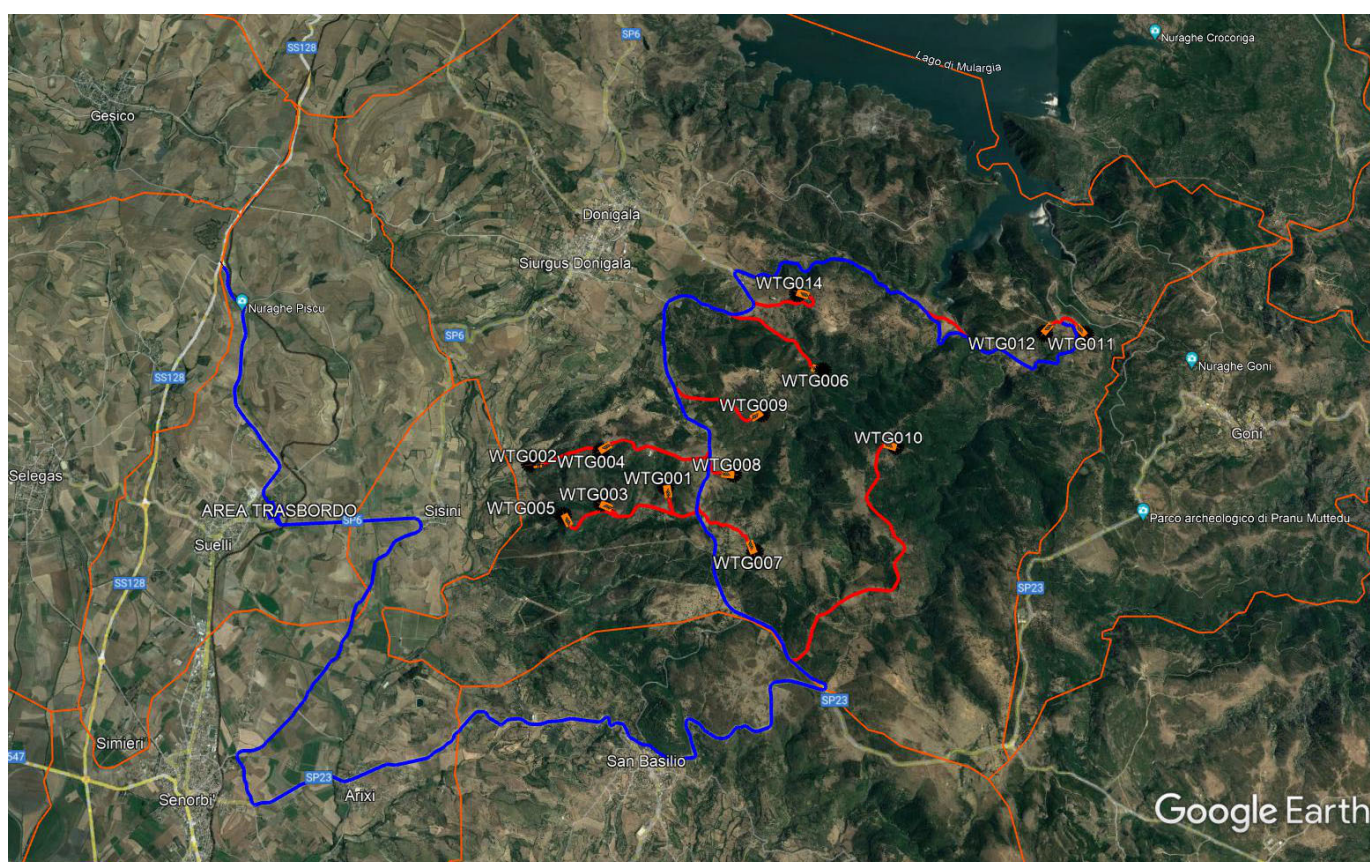 SS128
SP6
Nuraghe Crocoriga
Lago di Mulargia
Gesico
Donigala
Siurgus Donigala
WTG014
Nuraghe Piscu
SP6
WTG012
WTG011
SS128
WTG006
Nuraghe Goni
WTG009
Goni
WTG010
WTG002
WTG004
WTG008
Selegas
WTG001
WTG003
AREA TRASBORDO
SP6
Sisini
WTG005
Parco archeologico di Pranu Muttedu
Suelli
WTG007
SS128
SP23
SP23
Simieri
547
San Basilio
SP23
Arixi
Senorbì
Google Earth